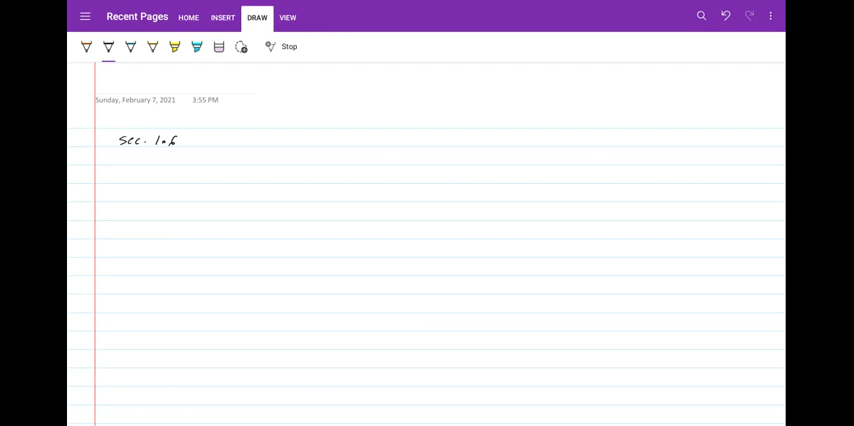 Recent Pages HOME INSERT DRAW VIEW
Stop
Sunday, February 7, 2021 3:55 PM
Sec. 1.6